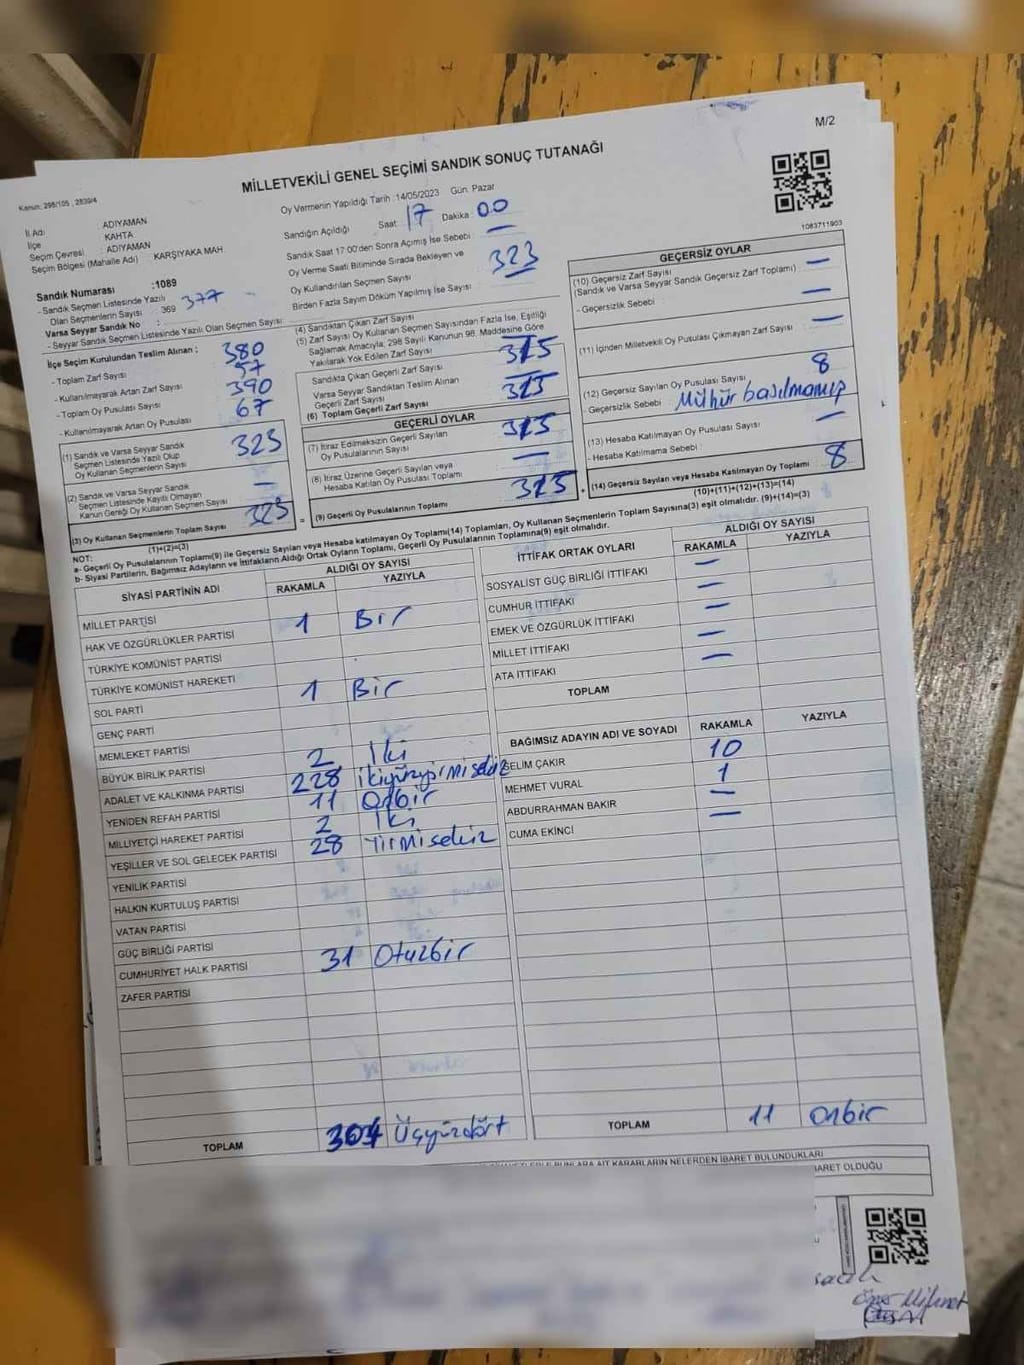 M/2
MİLLETVEKİLİ GENEL SEÇİMİ SANDIK SONUÇ TUTANAĞI
Kanun: 298/105 , 2839/4
Oy Vermenin Yapıldığı Tarih :14/05/2023 Gün: Pazar
İl Adı : ADIYAMAN
İlçe : KAHTA
Seçim Çevresi : ADIYAMAN
Seçim Bölgesi (Mahalle Adı) : KARŞIYAKA MAH.
Sandık Numarası :1089
- Sandık Seçmen Listesinde Yazılı
Olan Seçmenlerin Sayısı : 369 377
Varsa Seyyar Sandık No :
- Seyyar Sandık Seçmen Listesinde Yazılı Olan Seçmen Sayısı:
Sandığın Açıldığı Saat 17 Dakika : 00
Sandık Saat 17:00'den Sonra Açılmış İse Sebebi : —
Oy Verme Saati Bitiminde Sırada Bekleyen ve
Oy Kullandırılan Seçmen Sayısı : 323
Birden Fazla Sayım Döküm Yapılmış İse Sayısı : —
1083711903
İlçe Seçim Kurulundan Teslim Alınan :
- Toplam Zarf Sayısı 380
- Kullanılmayarak Artan Zarf Sayısı 57
- Toplam Oy Pusulası Sayısı 390
- Kullanılmayarak Artan Oy Pusulası 67
(1) Sandık ve Varsa Seyyar Sandık
Seçmen Listesinde Yazılı Olup
Oy Kullanan Seçmenlerin Sayısı 323
(2) Sandık ve Varsa Seyyar Sandık
Seçmen Listesinde Kayıtlı Olmayan
Kanun Gereği Oy Kullanan Seçmen Sayısı —
(3) Oy Kullanan Seçmenlerin Toplam Sayısı 323
(1)+(2)=(3)
(4) Sandıktan Çıkan Zarf Sayısı
(5) Zarf Sayısı Oy Kullanan Seçmen Sayısından Fazla İse, Eşitliği
Sağlamak Amacıyla, 298 Sayılı Kanunun 98. Maddesine Göre
Yakılarak Yok Edilen Zarf Sayısı —
Sandıkta Çıkan Geçerli Zarf Sayısı 315
Varsa Seyyar Sandıktan Teslim Alınan
Geçerli Zarf Sayısı —
(6) Toplam Geçerli Zarf Sayısı 315
GEÇERLİ OYLAR
(7) İtiraz Edilmeksizin Geçerli Sayılan
Oy Pusulalarının Sayısı 315
(8) İtiraz Üzerine Geçerli Sayılan veya
Hesaba Katılan Oy Pusulası Toplamı —
= (9) Geçerli Oy Pusulalarının Toplamı 315 +
GEÇERSİZ OYLAR
(10) Geçersiz Zarf Sayısı
(Sandık ve Varsa Seyyar Sandık Geçersiz Zarf Toplamı) : —
- Geçersizlik Sebebi : —
(11) İçinden Milletvekili Oy Pusulası Çıkmayan Zarf Sayısı : —
(12) Geçersiz Sayılan Oy Pusulası Sayısı : 8
- Geçersizlik Sebebi : Mühür basılmamış
(13) Hesaba Katılmayan Oy Pusulası Sayısı : —
- Hesaba Katılmama Sebebi :
(14) Geçersiz Sayılan veya Hesaba Katılmayan Oy Toplamı 8
(10)+(11)+(12)+(13)=(14)
NOT:
a- Geçerli Oy Pusulaları Toplamı(9) ile Geçersiz Sayılan veya Hesaba katılmayan Oy Toplamı(14) Toplamları, Oy Kullanan Seçmenlerin Toplam Sayısına(3) eşit olmalıdır. (9)+(14)=(3)
b- Siyasi Partilerin, Bağımsız Adayların ve İttifakların Aldığı Ortak Oyların Toplamı, Geçerli Oy Pusulalarının Toplamına(9) eşit olmalıdır.
SİYASİ PARTİNİN ADI ALDIĞI OY SAYISI
RAKAMLA YAZIYLA
MİLLET PARTİSİ
HAK VE ÖZGÜRLÜKLER PARTİSİ 1 Bir
TÜRKİYE KOMÜNİST PARTİSİ
TÜRKİYE KOMÜNİST HAREKETİ
SOL PARTİ 1 Bir
GENÇ PARTİ
MEMLEKET PARTİSİ
BÜYÜK BİRLİK PARTİSİ 2 İki
ADALET VE KALKINMA PARTİSİ 228 ikiyüzyirmisekiz
YENİDEN REFAH PARTİSİ 11 Onbir
MİLLİYETÇİ HAREKET PARTİSİ 2 İki
YEŞİLLER VE SOL GELECEK PARTİSİ 28 Yirmisekiz
YENİLİK PARTİSİ
HALKIN KURTULUŞ PARTİSİ
VATAN PARTİSİ
GÜÇ BİRLİĞİ PARTİSİ
CUMHURİYET HALK PARTİSİ 31 Otuzbir
ZAFER PARTİSİ
TOPLAM 304 Üçyüzdört
İTTİFAK ORTAK OYLARI ALDIĞI OY SAYISI
RAKAMLA YAZIYLA
SOSYALİST GÜÇ BİRLİĞİ İTTİFAKI —
CUMHUR İTTİFAKI —
EMEK VE ÖZGÜRLÜK İTTİFAKI —
MİLLET İTTİFAKI —
ATA İTTİFAKI —
TOPLAM
BAĞIMSIZ ADAYIN ADI VE SOYADI RAKAMLA YAZIYLA
SELİM ÇAKIR 10
MEHMET VURAL 1
ABDURRAHMAN BAKIR —
CUMA EKİNCİ —
TOPLAM 11 Onbir
KARARLARIN NELERDEN İBARET BULUNDUKLARI
İBARET OLDUĞU